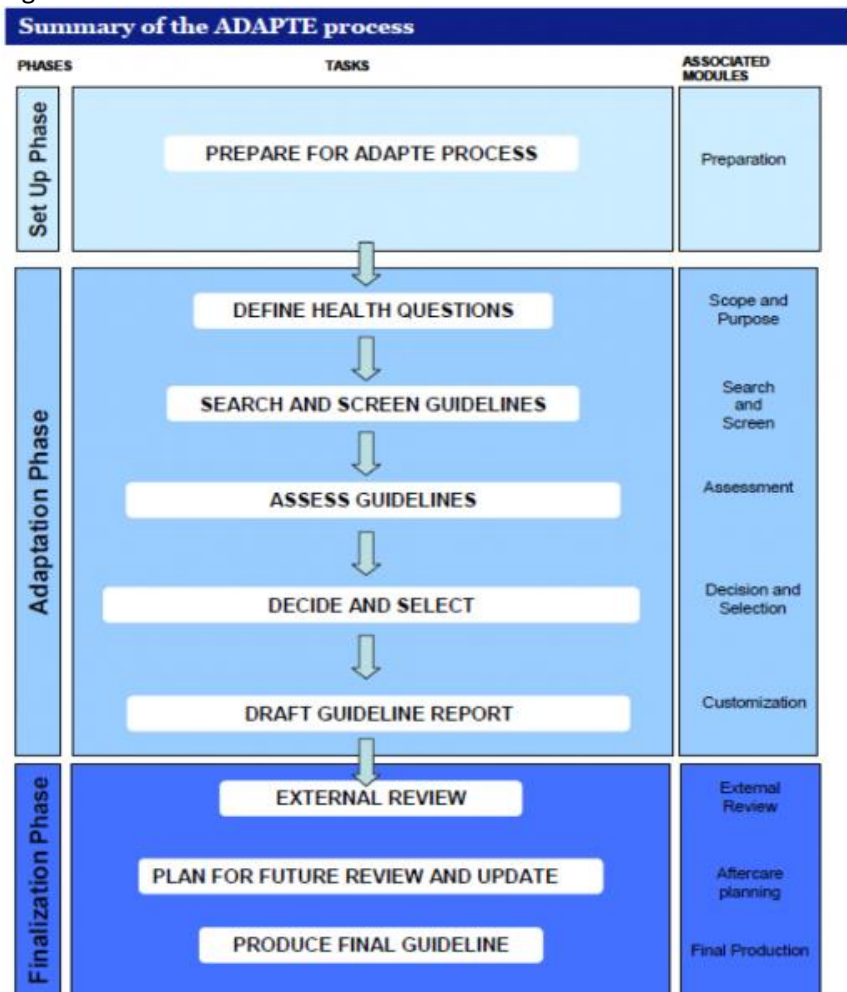 Summary of the ADAPTE process
PHASES
TASKS
ASSOCIATED
MODULES
Set Up Phase
PREPARE FOR ADAPTE PROCESS
Preparation
Adaptation Phase
DEFINE HEALTH QUESTIONS
Scope and
Purpose
SEARCH AND SCREEN GUIDELINES
Search
and
Screen
ASSESS GUIDELINES
Assessment
DECIDE AND SELECT
Decision and
Selection
DRAFT GUIDELINE REPORT
Customization
Finalization Phase
EXTERNAL REVIEW
External
Review
PLAN FOR FUTURE REVIEW AND UPDATE
Aftercare
planning
PRODUCE FINAL GUIDELINE
Final Production